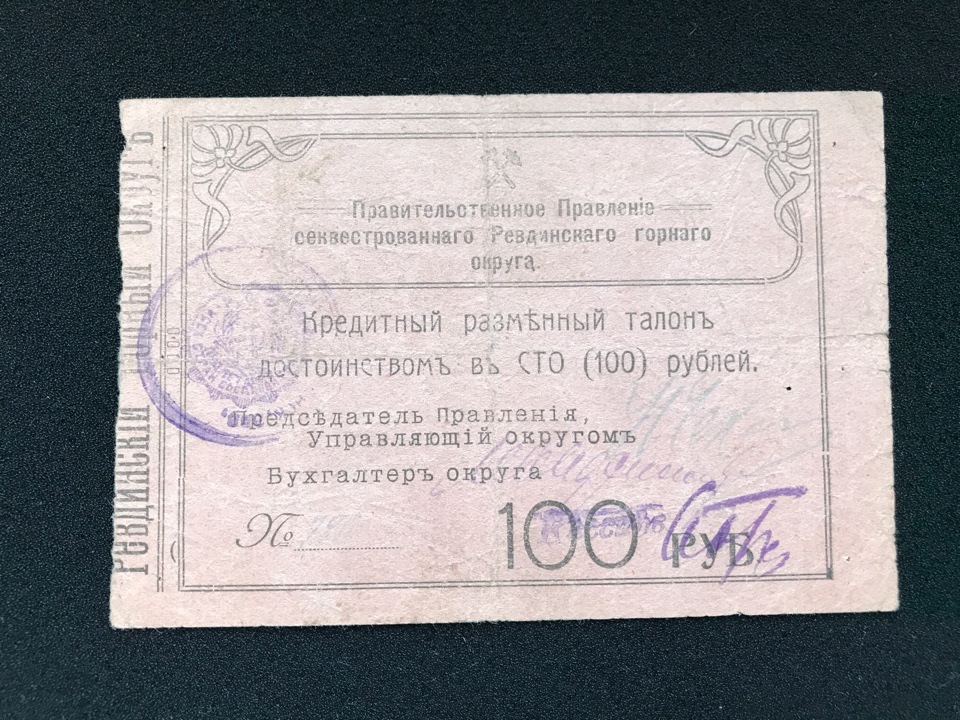 Правительственное Правленіе
секвестрованнаго Ревдинскаго горнаго
округа.
Кредитный размѣнный талонъ
достоинствомъ въ СТО (100) рублей.
Предсѣдатель Правленія,
Управляющій округомъ
Бухгалтеръ округа
№
100 РУБ.
РЕВДИНСКІЙ ГОРНЫЙ ОКРУГЪ